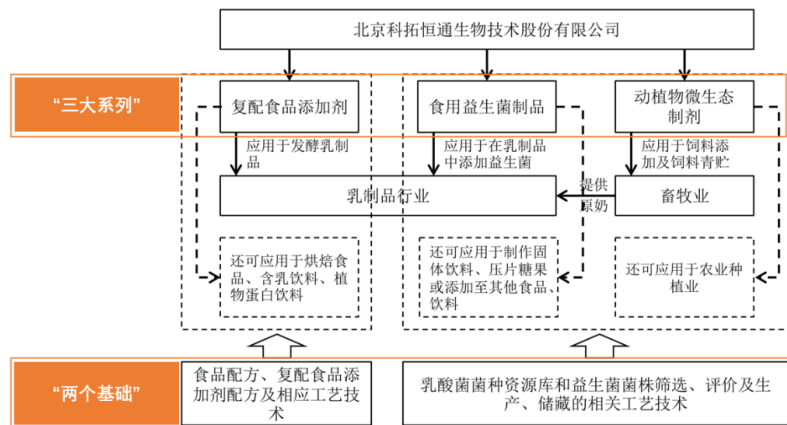 北京科拓恒通生物技术股份有限公司
“三大系列”
复配食品添加剂
食用益生菌制品
动植物微生态
制剂
应用于发酵乳制
品
应用于在乳制品
中添加益生菌
应用于饲料添
加及饲料青贮
乳制品行业
提供
原奶
畜牧业
还可应用于烘焙食
品、含乳饮料、植
物蛋白饮料
还可应用于制作固
体饮料、压片糖果
或添加至其他食品、
饮料
还可应用于农业种
植业
“两个基础”
食品配方、复配食品添
加剂配方及相应工艺技
术
乳酸菌菌种资源库和益生菌菌株筛选、评价及生
产、储藏的相关工艺技术